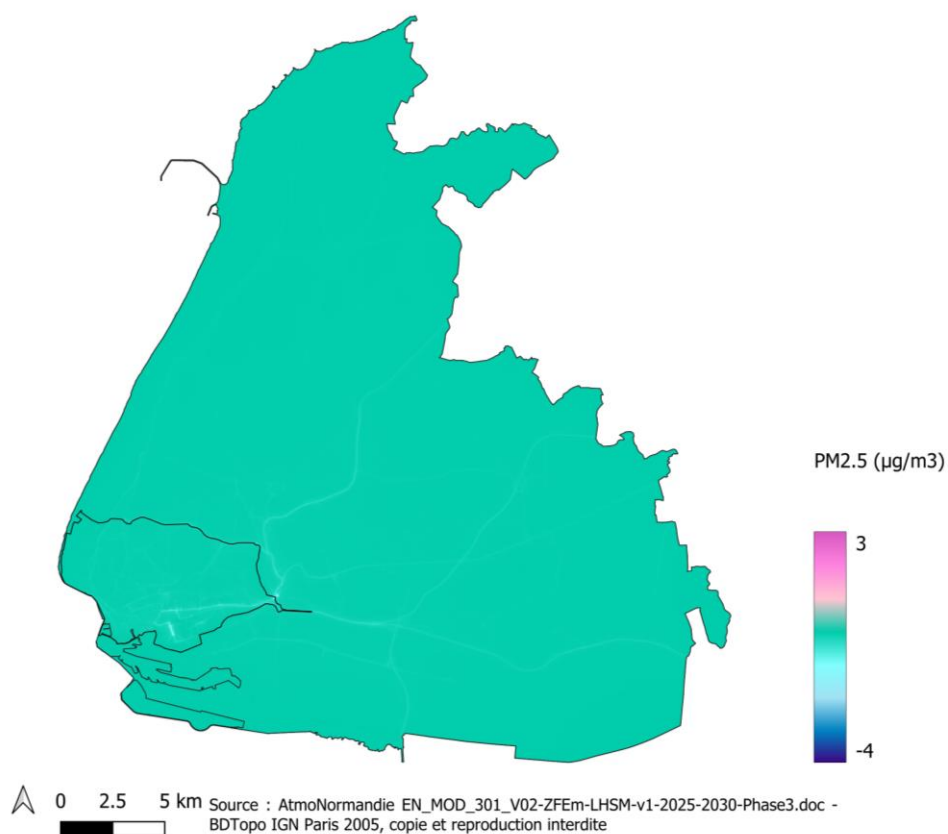 PM2.5 (µg/m3)
3
-4
0 2.5 5 km
Source : AtmoNormandie EN_MOD_301_V02-ZFEm-LHSM-v1-2025-2030-Phase3.doc -
BDTopo IGN Paris 2005, copie et reproduction interdite